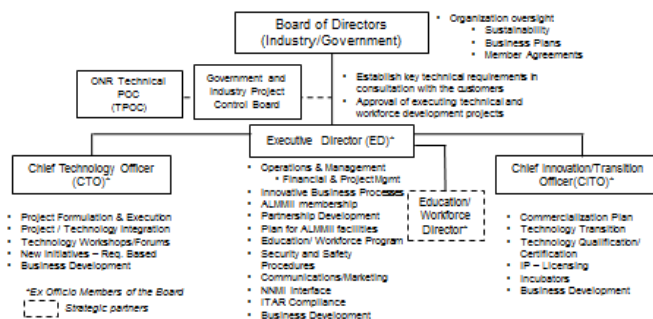 Board of Directors
(Industry/Government)
• Organization oversight
• Sustainability
• Business Plans
• Member Agreements
ONR Technical
POC
(TPOC)
Government and
Industry Project
Control Board
• Establish key technical requirements in
consultation with the customers
• Approval of executing technical and
workforce development projects
Executive Director (ED)*
Chief Technology Officer
(CTO)*
• Project Formulation & Execution
• Project / Technology Integration
• Technology Workshops/Forums
• New Initiatives – Req. Based
• Business Development
• Operations & Management
• Financial & Project Mgmt
• Innovative Business Processes
• ALMMII membership
• Partnership Development
• Plan for ALMMII facilities
• Education/ Workforce Program
• Security and Safety
Procedures
• Communications/Marketing
• NNMI Interface
• ITAR Compliance
• Business Development
Education/
Workforce
Director*
Chief Innovation/Transition
Officer(CITO)*
• Commercialization Plan
• Technology Transition
• Technology Qualification/
Certification
• IP – Licensing
• Incubators
• Business Development
*Ex Officio Members of the Board
Strategic partners